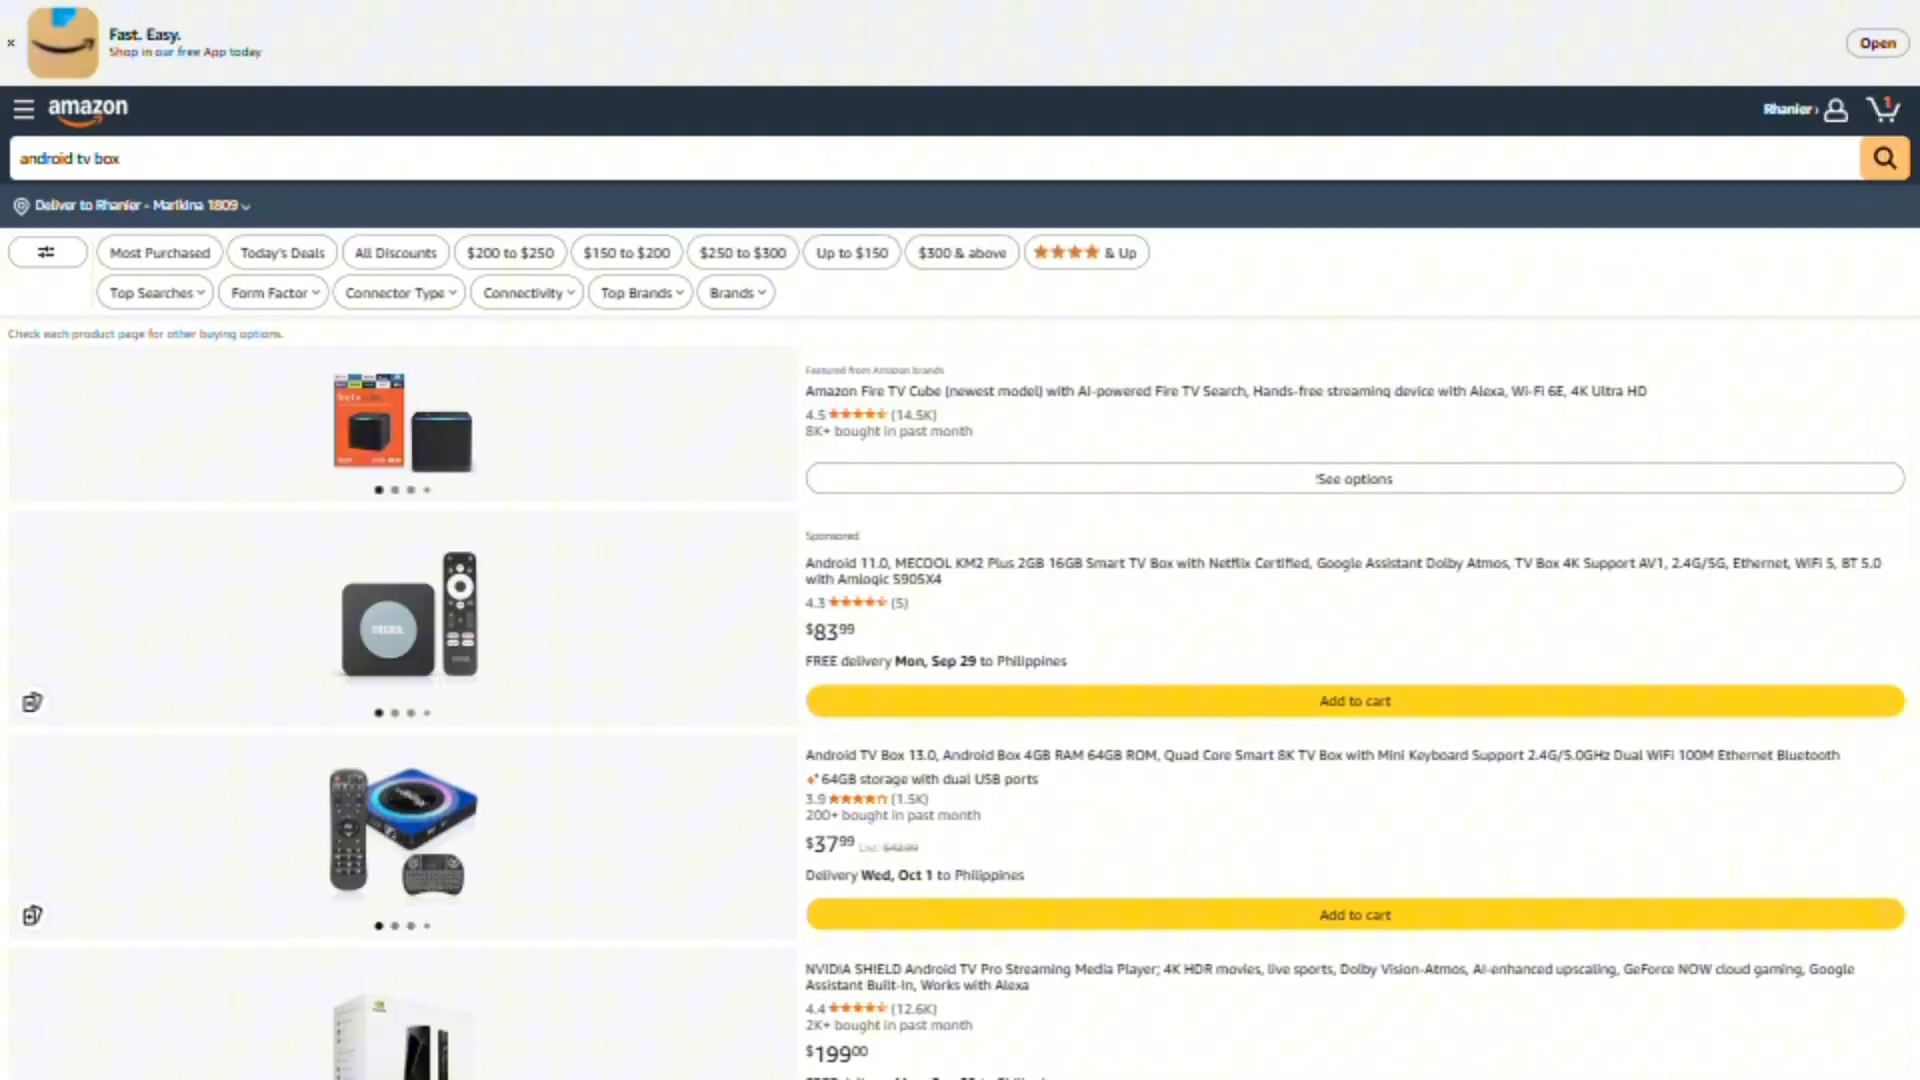 Fast. Easy.
Shop in our free App today
Open
amazon
Rhanier ›
1
android tv box
Deliver to Rhanier - Marikina 1809
Most Purchased
Today's Deals
All Discounts
$200 to $250
$150 to $200
$250 to $300
Up to $150
$300 & above
& Up
Top Searches
Form Factor
Connector Type
Connectivity
Top Brands
Brands
Check each product page for other buying options.
Featured from Amazon brands
Amazon Fire TV Cube (newest model) with AI-powered Fire TV Search, Hands-free streaming device with Alexa, Wi-Fi 6E, 4K Ultra HD
4.5 (14.5K)
8K+ bought in past month
See options
Sponsored
Android 11.0, MECOOL KM2 Plus 2GB 16GB Smart TV Box with Netflix Certified, Google Assistant Dolby Atmos, TV Box 4K Support AV1, 2.4G/5G, Ethernet, WiFi 5, BT 5.0
with Amlogic S905X4
4.3 (5)
$83.99
FREE delivery Mon, Sep 29 to Philippines
Add to cart
Android TV Box 13.0, Android Box 4GB RAM 64GB ROM, Quad Core Smart 8K TV Box with Mini Keyboard Support 2.4G/5.0GHz Dual WiFi 100M Ethernet Bluetooth
64GB storage with dual USB ports
3.9 (1.5K)
200+ bought in past month
$37.99 List: $42.99
Delivery Wed, Oct 1 to Philippines
Add to cart
NVIDIA SHIELD Android TV Pro Streaming Media Player; 4K HDR movies, live sports, Dolby Vision-Atmos, AI-enhanced upscaling, GeForce NOW cloud gaming, Google
Assistant Built-In, Works with Alexa
4.4 (12.6K)
2K+ bought in past month
$199.00